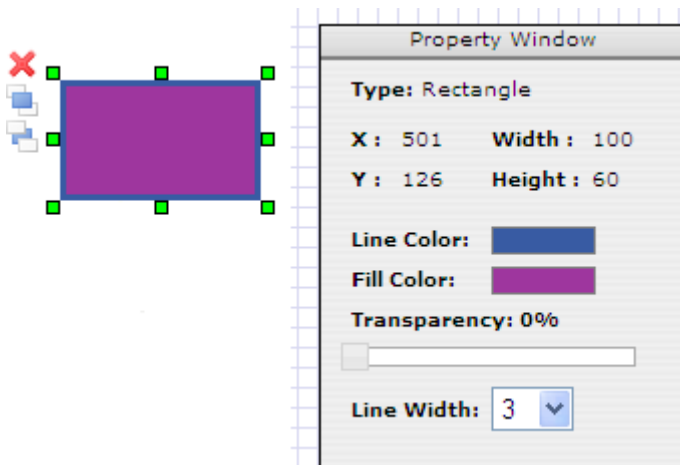 Property Window
Type: Rectangle
X : 501 Width : 100
Y : 126 Height : 60
Line Color:
Fill Color:
Transparency: 0%
Line Width: 3